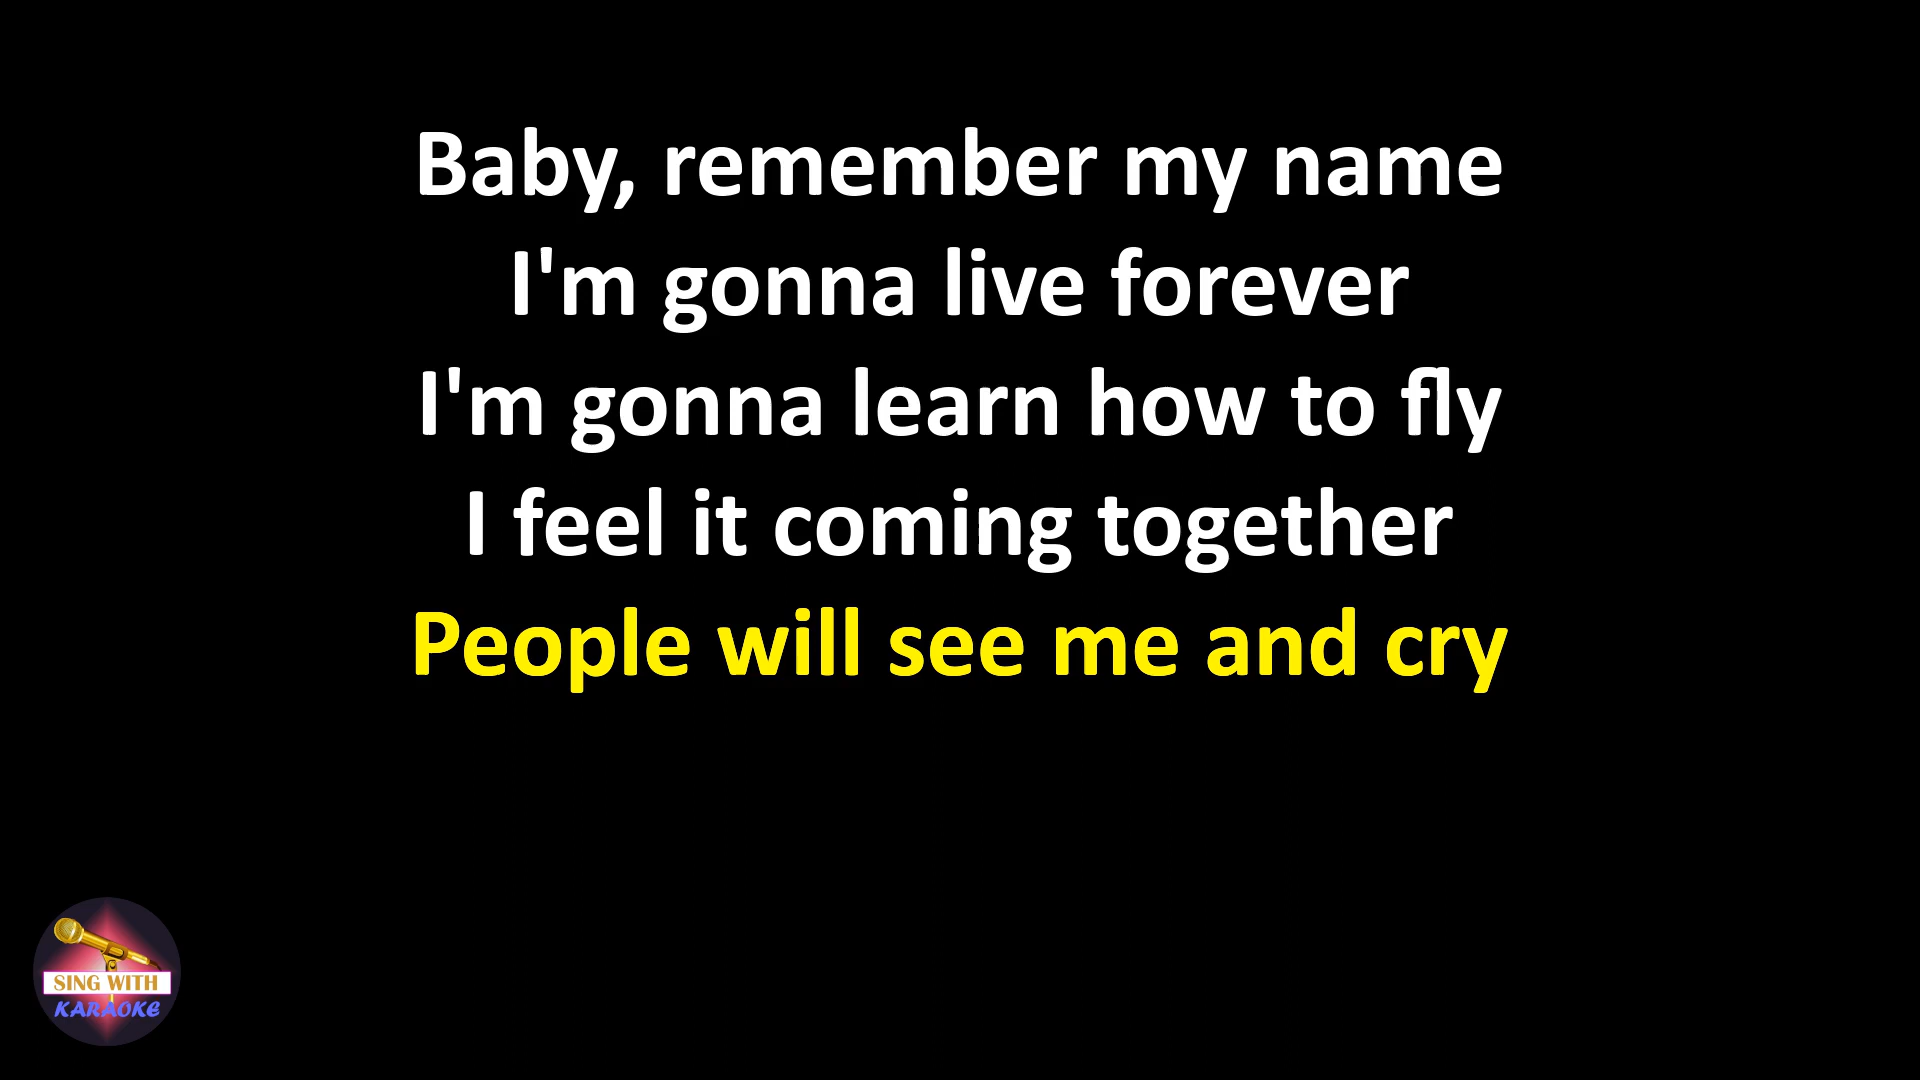 Baby, remember my name
I'm gonna live forever
I'm gonna learn how to fly
I feel it coming together
People will see me and cry
SING WITH
KARAOKE